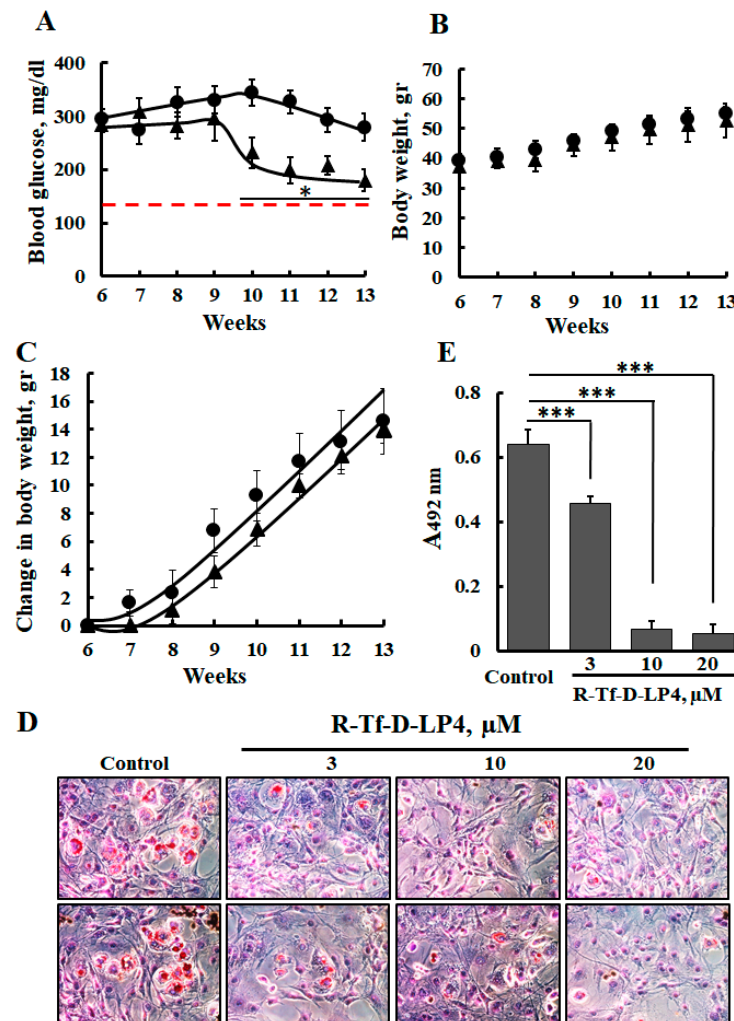 A
Blood glucose, mg/dl
400
300
200
100
0
*
6 7 8 9 10 11 12 13
Weeks
B
Body weight, gr
70
60
50
40
30
20
10
0
6 7 8 9 10 11 12 13
Weeks
C
Change in body weight, gr
18
16
14
12
10
8
6
4
2
0
6 7 8 9 10 11 12 13
Weeks
E
A492 nm
0.8
0.6
0.4
0.2
0
***
***
***
Control 3 10 20
R-Tf-D-LP4, μM
D
R-Tf-D-LP4, μM
Control 3 10 20